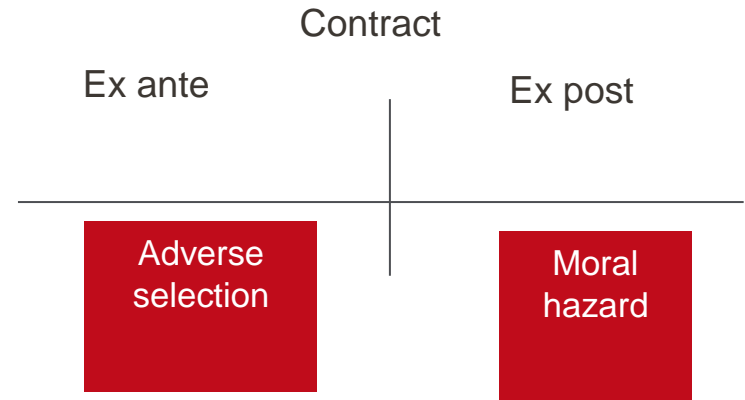 Contract
Ex ante
Ex post
Adverse
selection
Moral
hazard